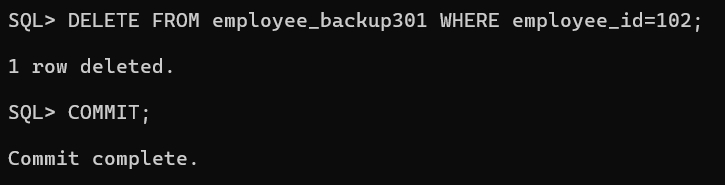 SQL> DELETE FROM employee_backup301 WHERE employee_id=102;
1 row deleted.
SQL> COMMIT;
Commit complete.